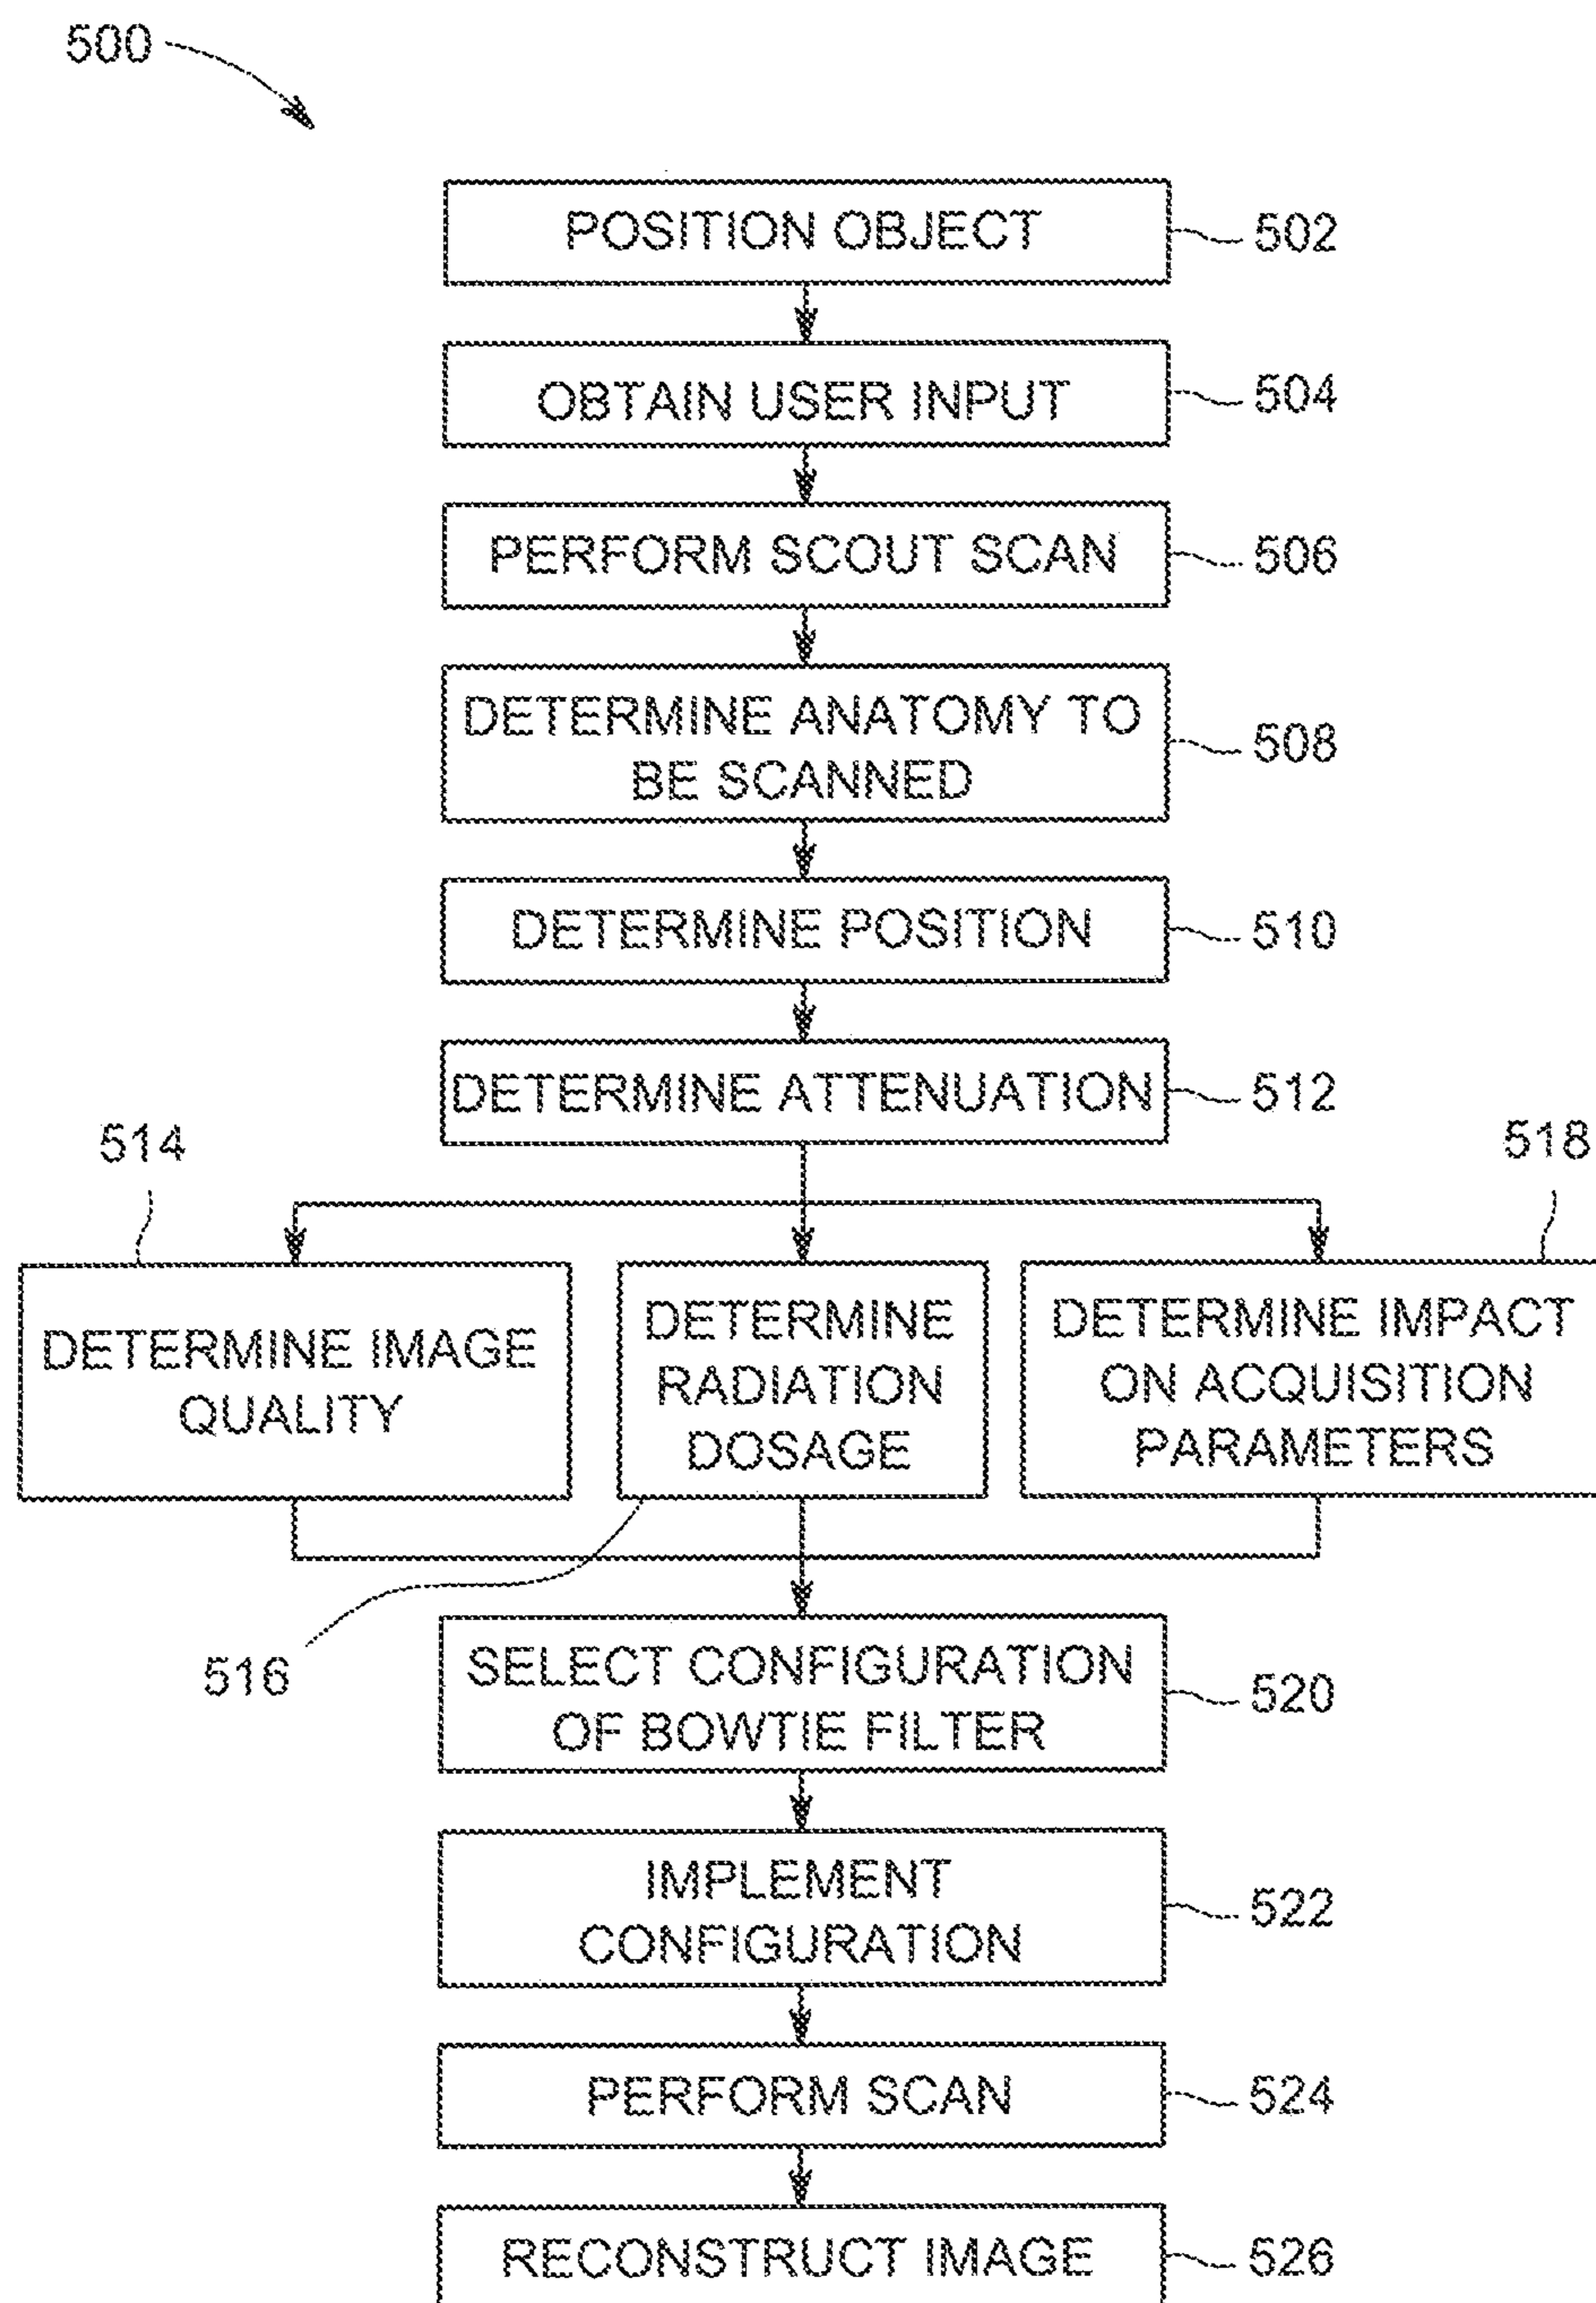 500
POSITION OBJECT
502
OBTAIN USER INPUT
504
PERFORM SCOUT SCAN
506
DETERMINE ANATOMY TO
BE SCANNED
508
DETERMINE POSITION
510
DETERMINE ATTENUATION
512
514
518
DETERMINE IMAGE
QUALITY
DETERMINE
RADIATION
DOSAGE
DETERMINE IMPACT
ON ACQUISITION
PARAMETERS
516
SELECT CONFIGURATION
OF BOWTIE FILTER
520
IMPLEMENT
CONFIGURATION
522
PERFORM SCAN
524
RECONSTRUCT IMAGE
526